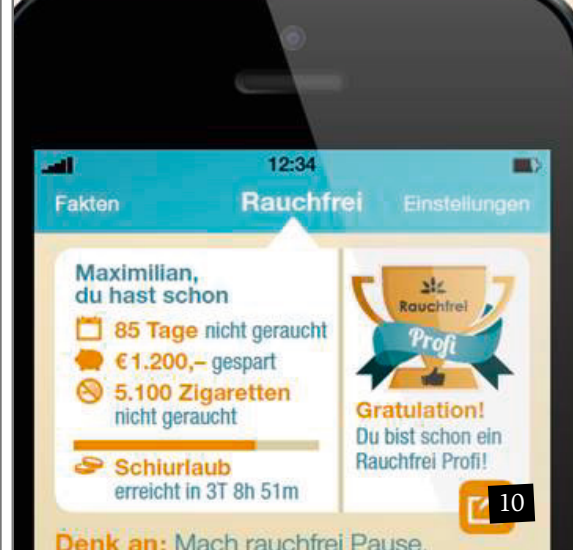 12:34
Fakten Rauchfrei Einstellungen
Maximilian,
du hast schon
85 Tage nicht geraucht
€ 1.200,– gespart
5.100 Zigaretten
nicht geraucht
Schiurlaub
erreicht in 3T 8h 51m
Rauchfrei
Profi
Gratulation!
Du bist schon ein
Rauchfrei Profi!
10
Denk an: Mach rauchfrei Pause.